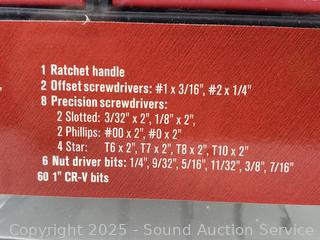 1 Ratchet handle
2 Offset screwdrivers: #1 x 3/16", #2 x 1/4"
8 Precision screwdrivers:
2 Slotted: 3/32" x 2", 1/8" x 2",
2 Phillips: #00 x 2", #0 x 2"
4 Star: T6 x 2", T7 x 2", T8 x 2", T10 x 2"
6 Nut driver bits: 1/4", 9/32", 5/16", 11/32", 3/8", 7/16"
60 1" CR-V bits
Copyright © 2025 - Sound Auction Service